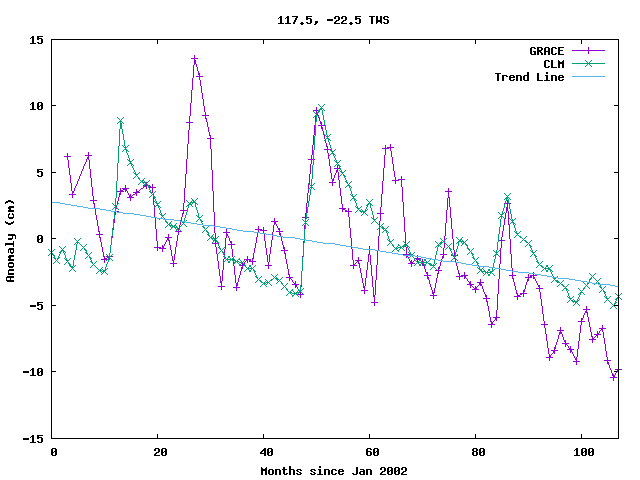 117.5, -22.5 TWS
GRACE
CLM
Trend Line
15
10
5
0
-5
-10
-15
Anomaly (cm)
0 20 40 60 80 100
Months since Jan 2002